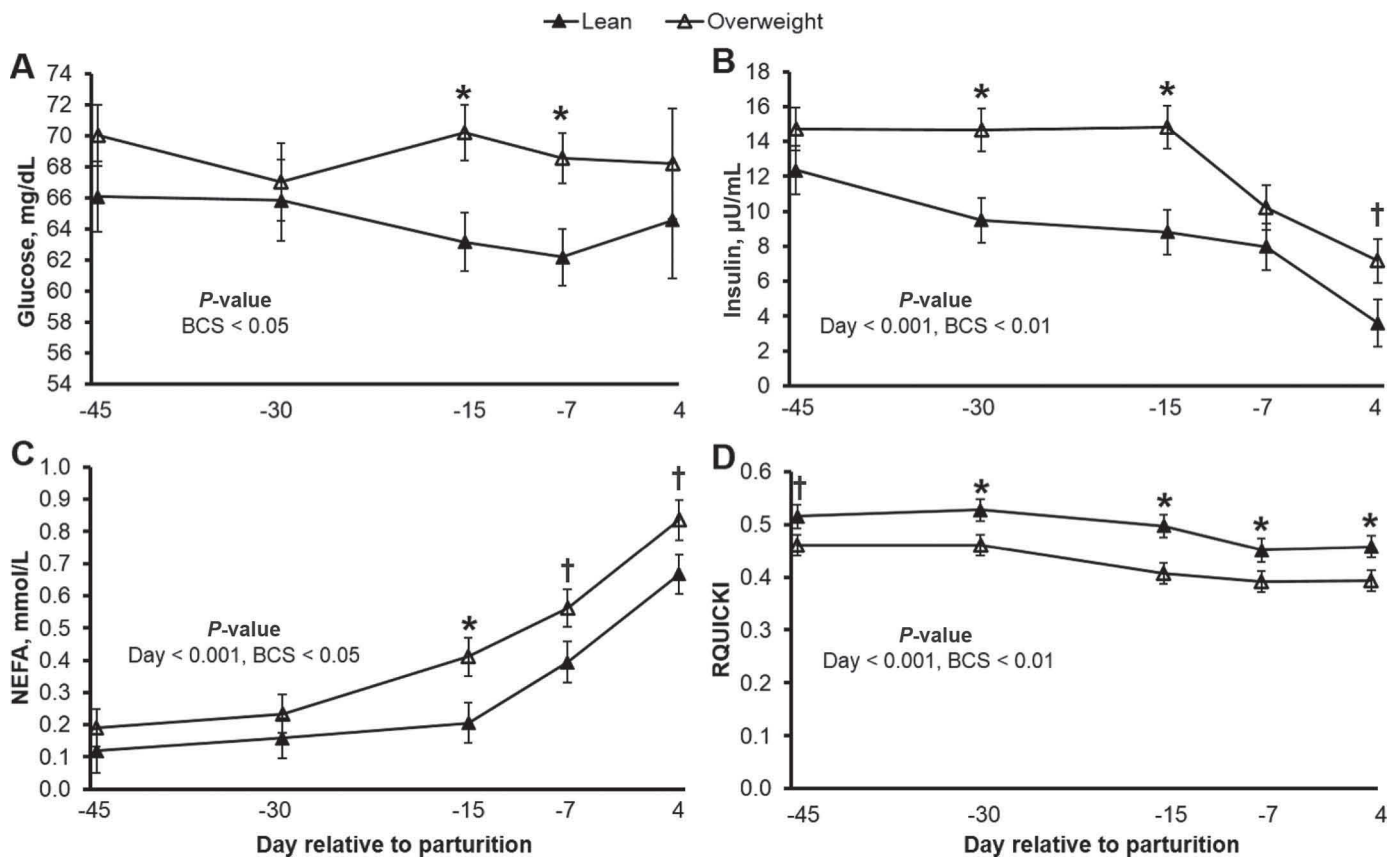 Lean Overweight
A
Glucose, mg/dL
74
72
70
68
66
64
62
60
58
56
54
* *
P-value
BCS < 0.05
-45 -30 -15 -7 4
B
Insulin, µU/mL
18
16
14
12
10
8
6
4
2
0
* * †
P-value
Day < 0.001, BCS < 0.01
-45 -30 -15 -7 4
C
NEFA, mmol/L
1.0
0.9
0.8
0.7
0.6
0.5
0.4
0.3
0.2
0.1
0.0
* † †
P-value
Day < 0.001, BCS < 0.05
-45 -30 -15 -7 4
Day relative to parturition
D
RQUICKI
0.6
0.5
0.4
0.3
0.2
0.1
0.0
† * * * *
P-value
Day < 0.001, BCS < 0.01
-45 -30 -15 -7 4
Day relative to parturition